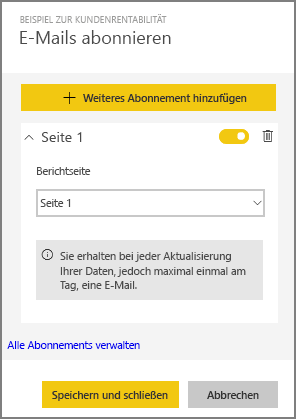 BEISPIEL ZUR KUNDENRENTABILITÄT
E-Mails abonnieren
Weiteres Abonnement hinzufügen
Seite 1
Berichtseite
Seite 1
Sie erhalten bei jeder Aktualisierung
Ihrer Daten, jedoch maximal einmal am
Tag, eine E-Mail.
Alle Abonnements verwalten
Speichern und schließen
Abbrechen